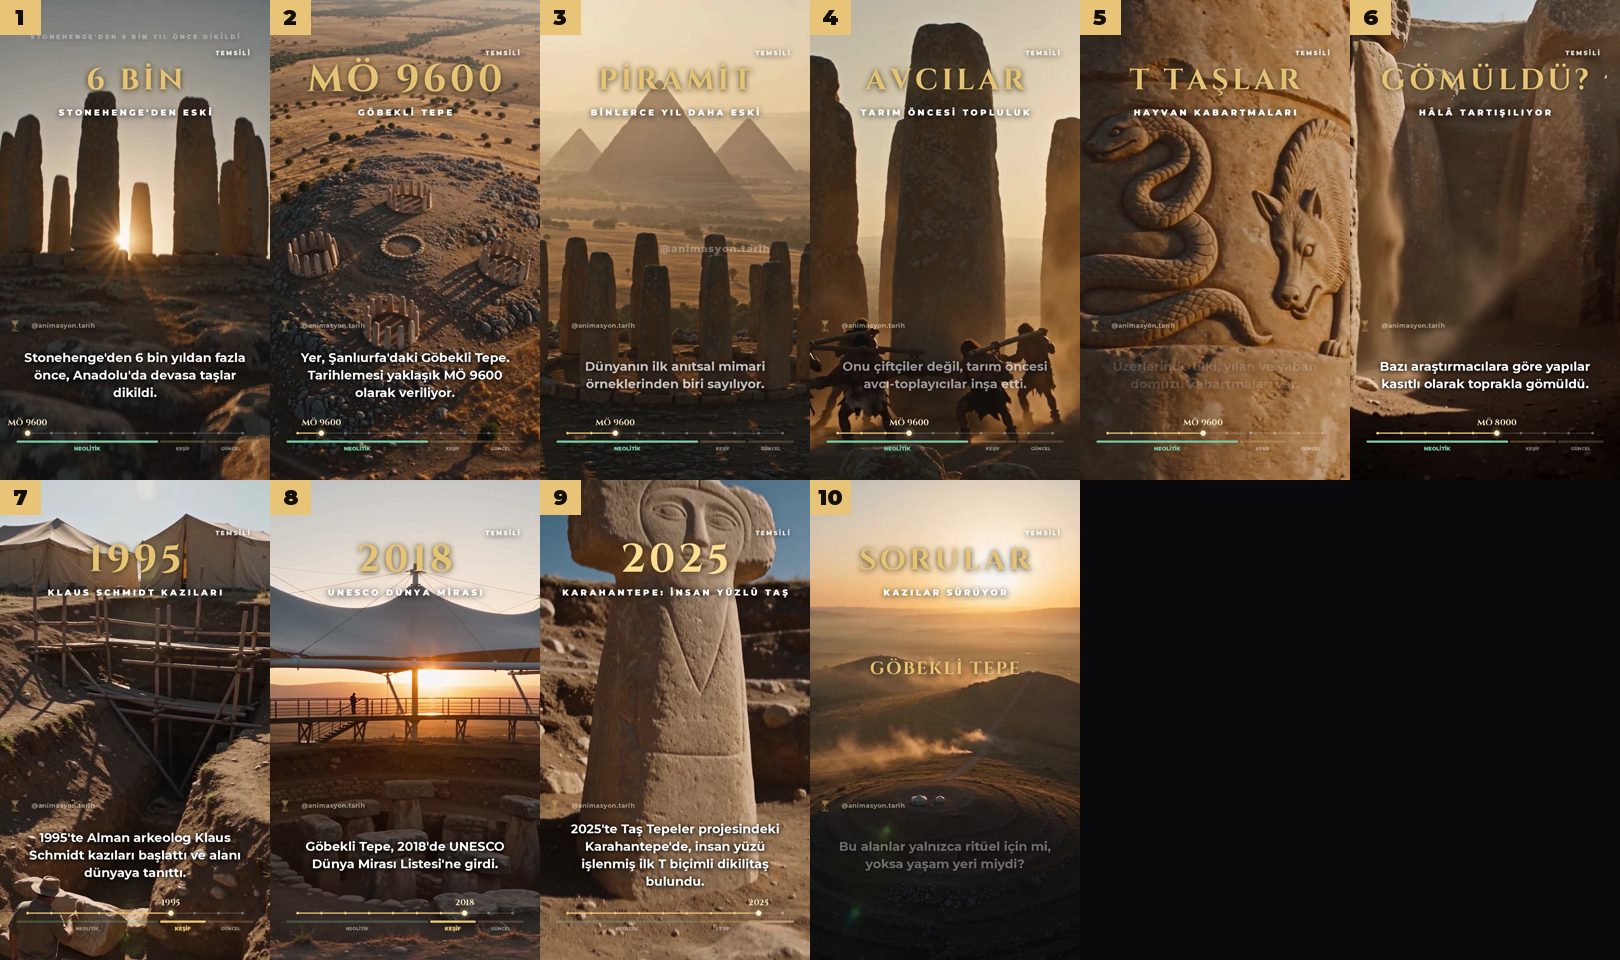 1
STONEHENGE'DEN 6 BİN YIL ÖNCE DİKİLDİ
TEMSİLİ
6 BİN
STONEHENGE'DEN ESKİ
@animasyon.tarih
Stonehenge'den 6 bin yıldan fazla
önce, Anadolu'da devasa taşlar
dikildi.
MÖ 9600
NEOLİTİK
KEŞİF
GÜNCEL
2
TEMSİLİ
MÖ 9600
GÖBEKLİ TEPE
@animasyon.tarih
Yer, Şanlıurfa'daki Göbekli Tepe.
Tarihlemesi yaklaşık MÖ 9600
olarak veriliyor.
MÖ 9600
NEOLİTİK
KEŞİF
GÜNCEL
3
TEMSİLİ
PİRAMİT
BİNLERCE YIL DAHA ESKİ
@animasyon.tarih
@animasyon.tarih
Dünyanın ilk anıtsal mimari
örneklerinden biri sayılıyor.
MÖ 9600
NEOLİTİK
KEŞİF
GÜNCEL
4
TEMSİLİ
AVCILAR
TARIM ÖNCESİ TOPLULUK
@animasyon.tarih
Onu çiftçiler değil, tarım öncesi
avcı-toplayıcılar inşa etti.
MÖ 9600
NEOLİTİK
KEŞİF
GÜNCEL
5
TEMSİLİ
T TAŞLAR
HAYVAN KABARTMALARI
@animasyon.tarih
Üzerlerinde tilki, yılan ve yaban
domuzu kabartmaları var.
MÖ 9600
NEOLİTİK
KEŞİF
GÜNCEL
6
TEMSİLİ
GÖMÜLDÜ?
HÂLÂ TARTIŞILIYOR
@animasyon.tarih
Bazı araştırmacılara göre yapılar
kasıtlı olarak toprakla gömüldü.
MÖ 8000
NEOLİTİK
KEŞİF
GÜNCEL
7
TEMSİLİ
1995
KLAUS SCHMIDT KAZILARI
@animasyon.tarih
1995'te Alman arkeolog Klaus
Schmidt kazıları başlattı ve alanı
dünyaya tanıttı.
1995
NEOLİTİK
KEŞİF
GÜNCEL
8
TEMSİLİ
2018
UNESCO DÜNYA MİRASI
@animasyon.tarih
Göbekli Tepe, 2018'de UNESCO
Dünya Mirası Listesi'ne girdi.
2018
NEOLİTİK
KEŞİF
GÜNCEL
9
TEMSİLİ
2025
KARAHANTEPE: İNSAN YÜZLÜ TAŞ
@animasyon.tarih
2025'te Taş Tepeler projesindeki
Karahantepe'de, insan yüzü
işlenmiş ilk T biçimli dikilitaş
bulundu.
2025
NEOLİTİK
KEŞİF
10
TEMSİLİ
SORULAR
KAZILAR SÜRÜYOR
GÖBEKLİ TEPE
@animasyon.tarih
Bu alanlar yalnızca ritüel için mi,
yoksa yaşam yeri miydi?